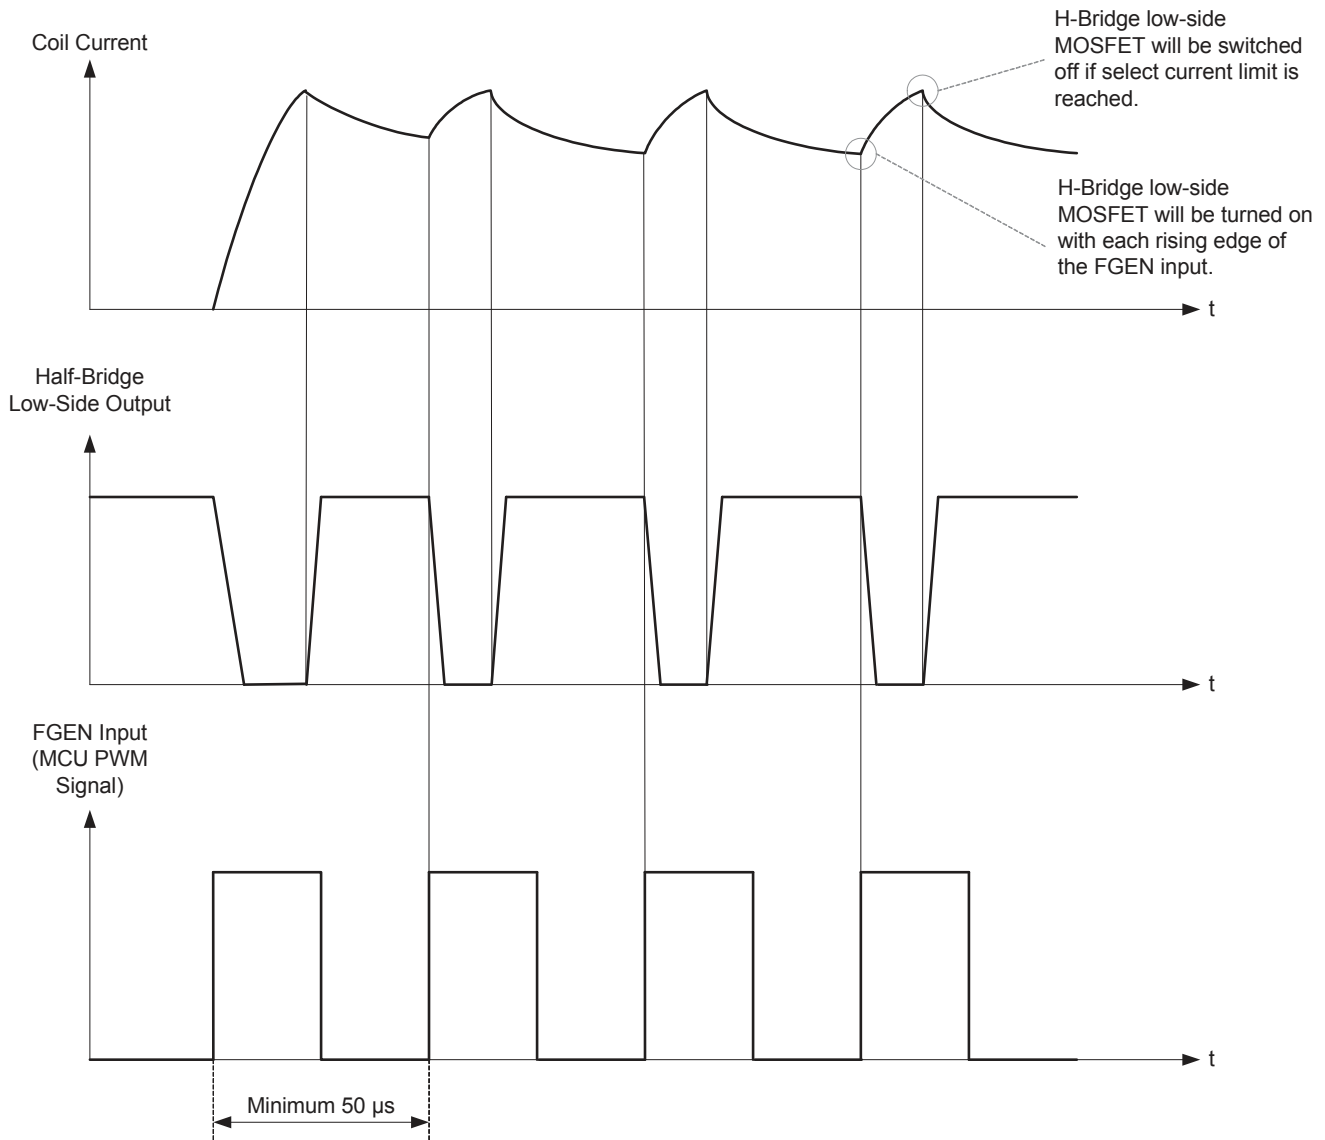 Coil Current
H-Bridge low-side
MOSFET will be switched
off if select current limit is
reached.
H-Bridge low-side
MOSFET will be turned on
with each rising edge of
the FGEN input.
t
Half-Bridge
Low-Side Output
t
FGEN Input
(MCU PWM
Signal)
t
Minimum 50 µs